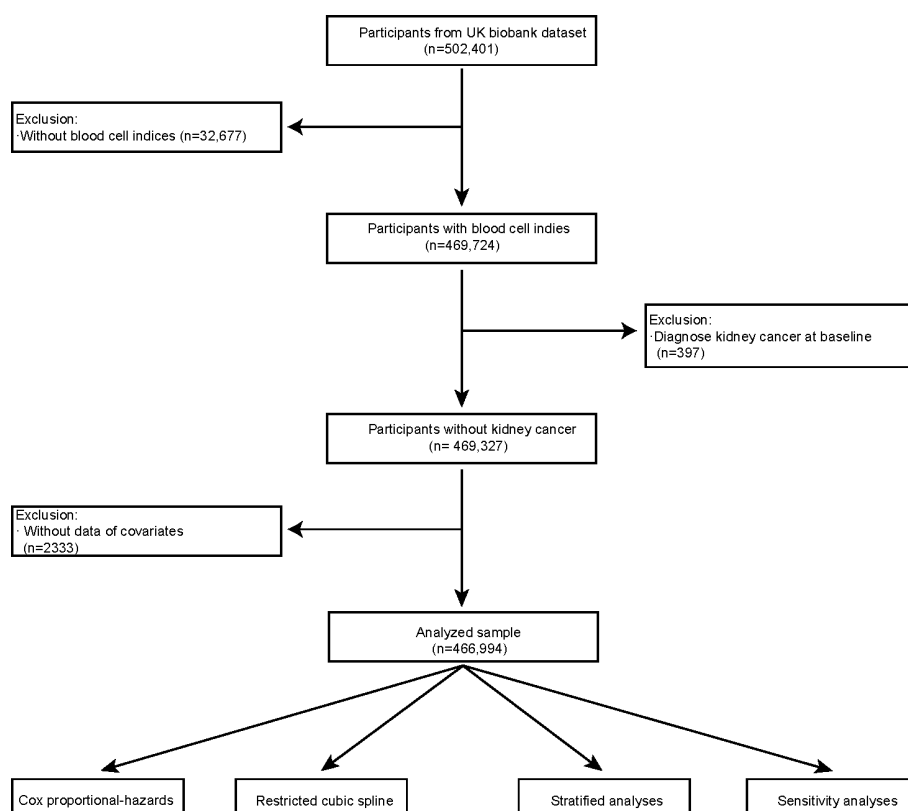 Participants from UK biobank dataset
(n=502,401)
Exclusion:
·Without blood cell indices (n=32,677)
Participants with blood cell indies
(n=469,724)
Exclusion:
·Diagnose kidney cancer at baseline
(n=397)
Participants without kidney cancer
(n= 469,327)
Exclusion:
· Without data of covariates
(n=2333)
Analyzed sample
(n=466,994)
Cox proportional-hazards
Restricted cubic spline
Stratified analyses
Sensitivity analyses